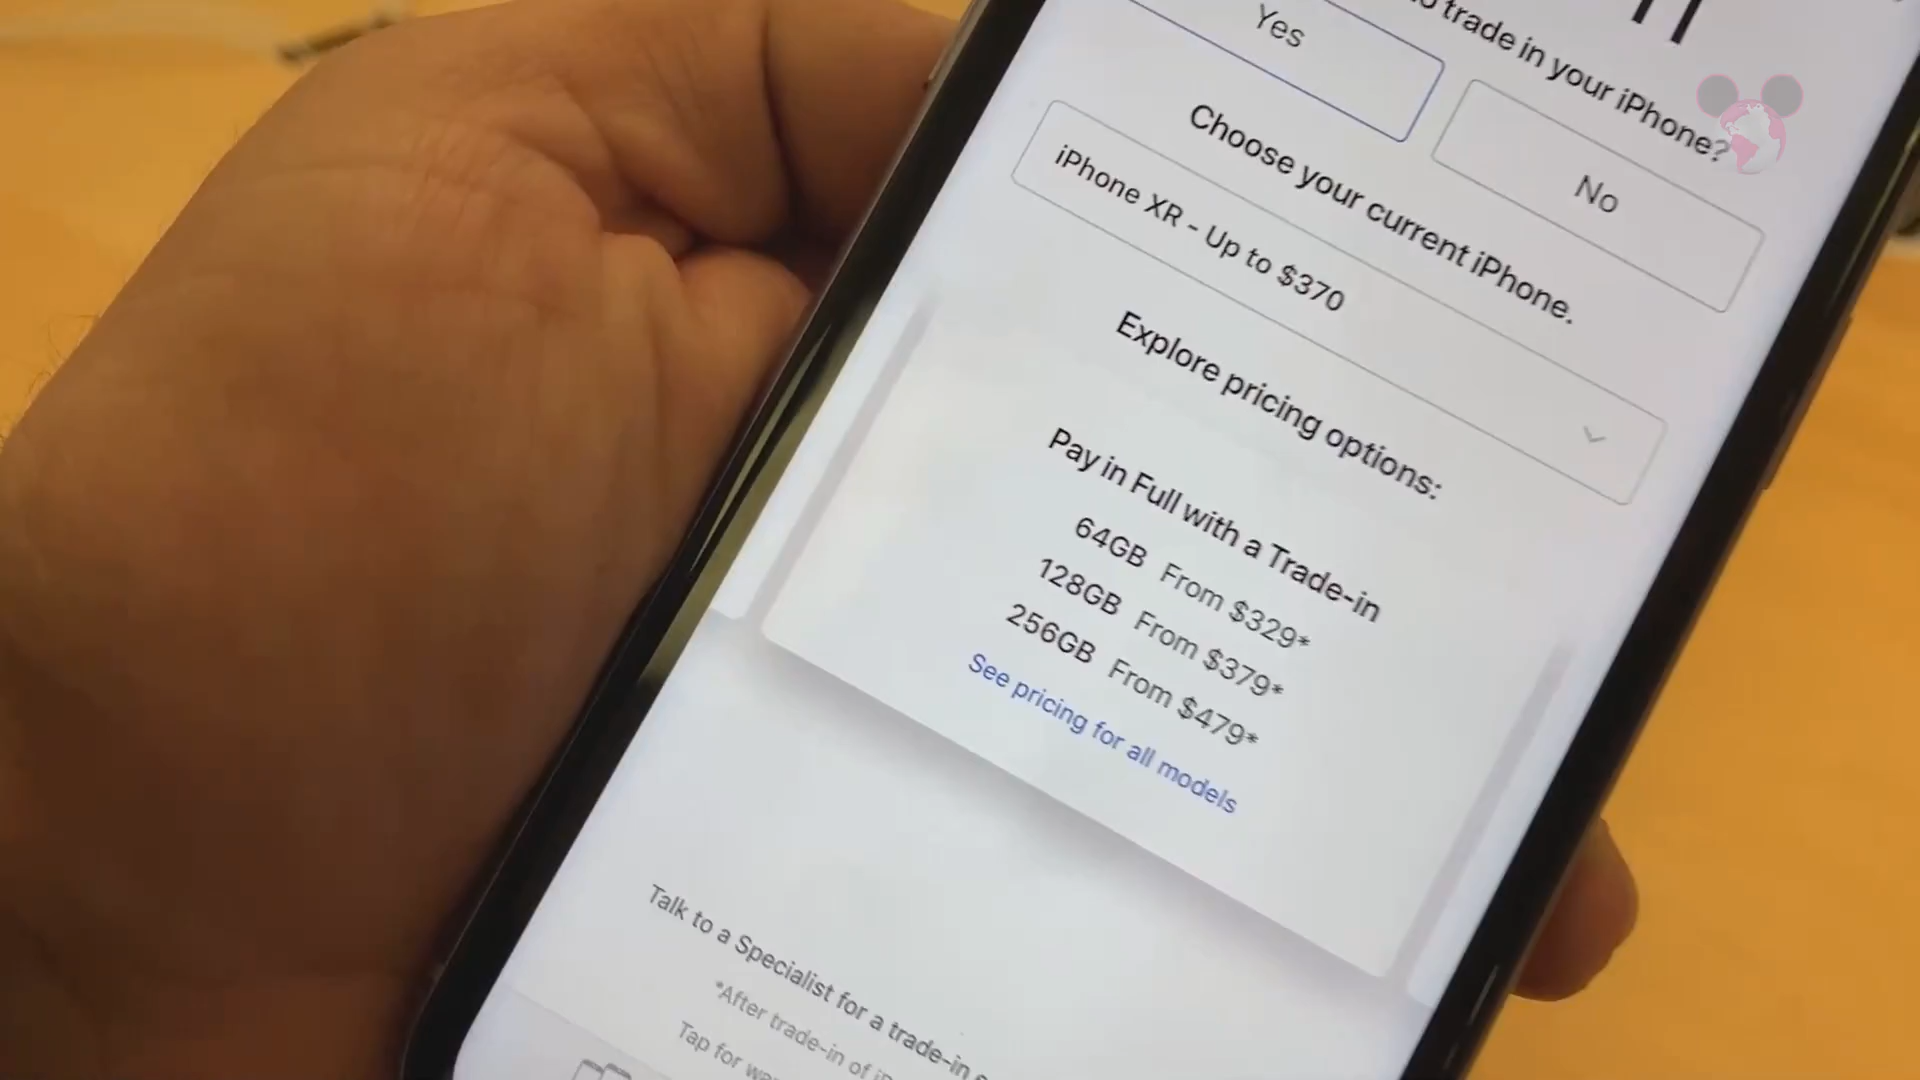 11
to trade in your iPhone?
Yes
No
Choose your current iPhone.
iPhone XR - Up to $370
Explore pricing options:
Pay in Full with a Trade-in
64GB From $329*
128GB From $379*
256GB From $479*
See pricing for all models
Talk to a Specialist for a trade-in
*After trade-in of
Tap for